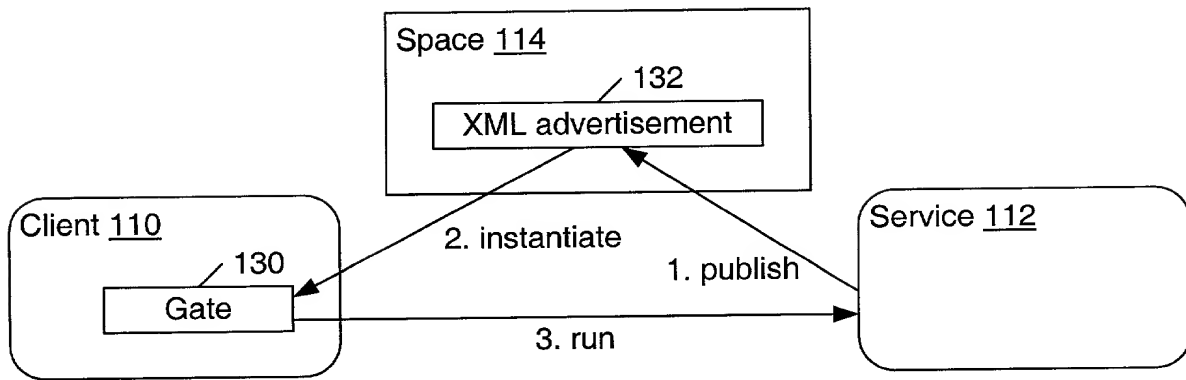 Space 114
132
XML advertisement
Client 110
2. instantiate
Service 112
130
1. publish
Gate
3. run